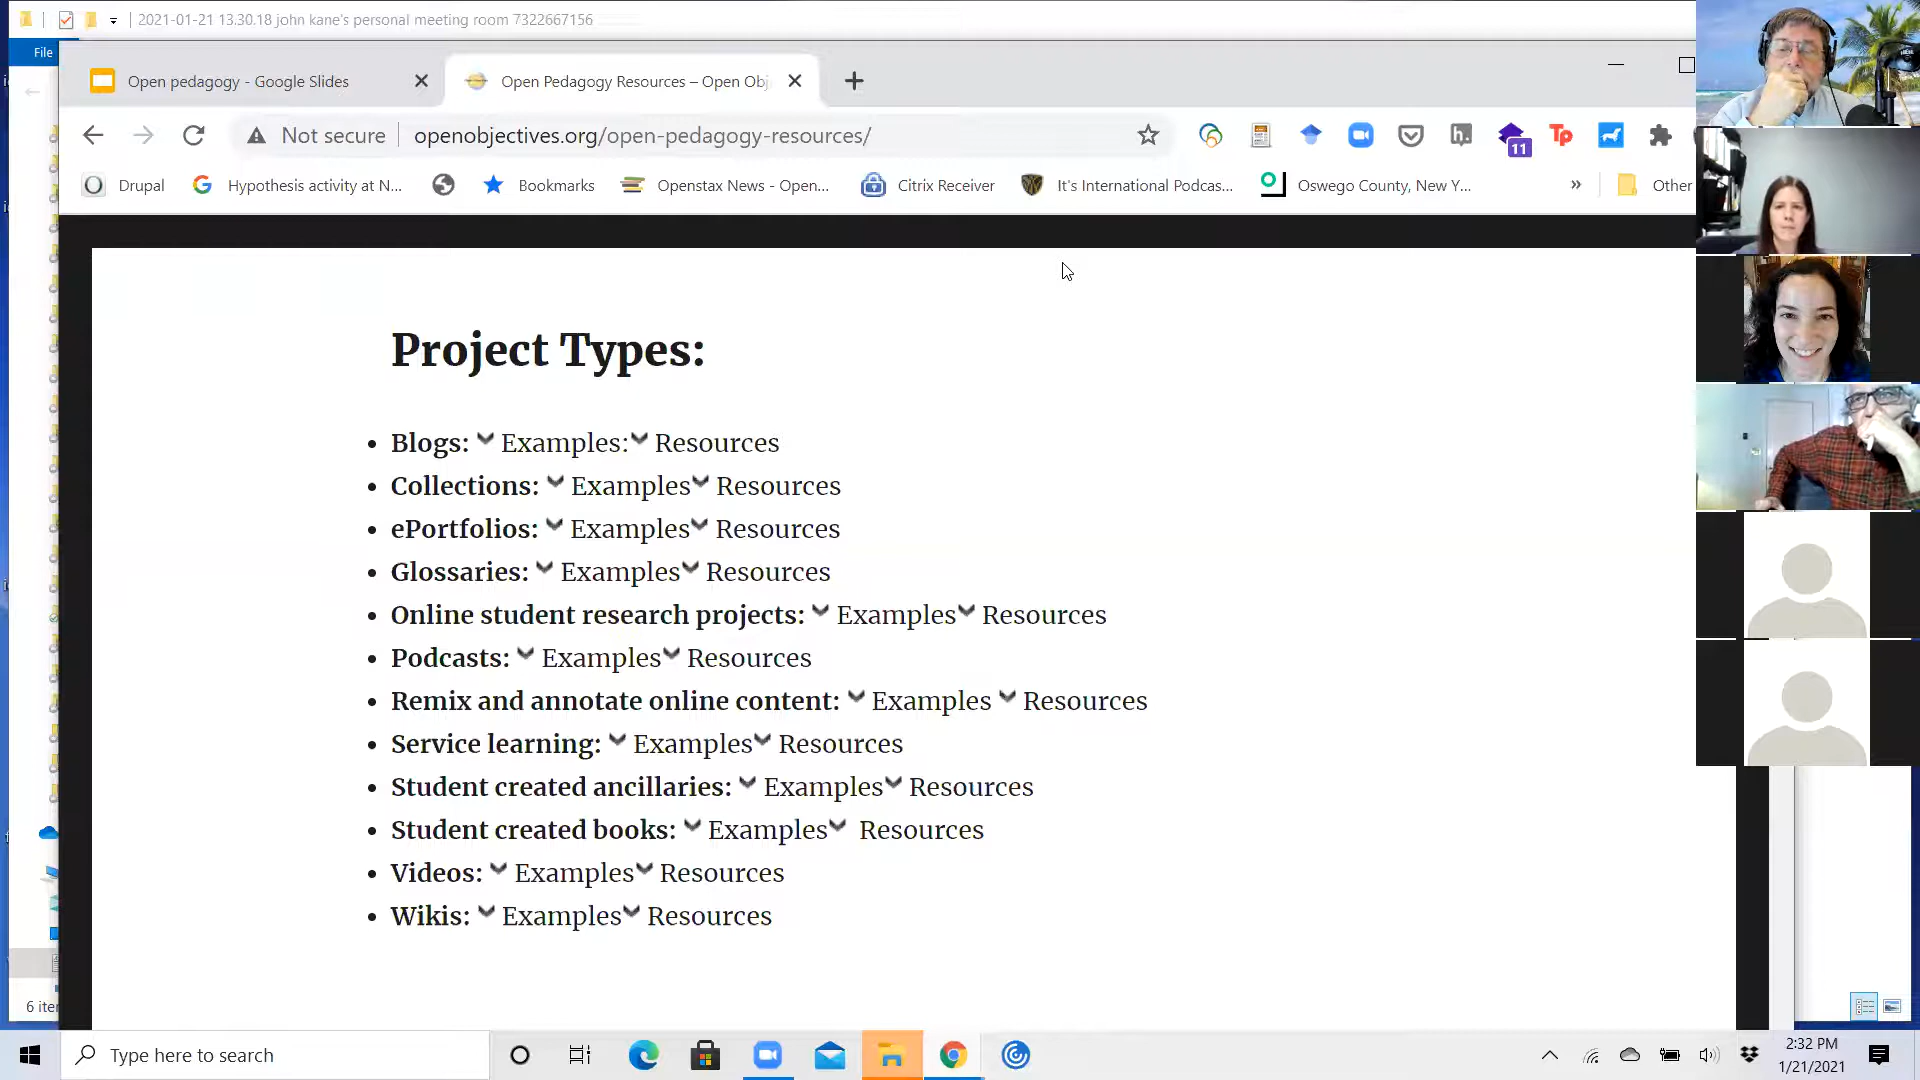 2021-01-21 13.30.18 john kane's personal meeting room 7322667156
File
Open pedagogy - Google Slides
Open Pedagogy Resources – Open Obj
Not secure
openobjectives.org/open-pedagogy-resources/
h.
11
Tp
Drupal
Hypothesis activity at N...
Bookmarks
Openstax News - Open...
Citrix Receiver
It's International Podcas...
Oswego County, New Y...
»
Other
Project Types:
• Blogs: Examples: Resources
• Collections: Examples Resources
• ePortfolios: Examples Resources
• Glossaries: Examples Resources
• Online student research projects: Examples Resources
• Podcasts: Examples Resources
• Remix and annotate online content: Examples Resources
• Service learning: Examples Resources
• Student created ancillaries: Examples Resources
• Student created books: Examples Resources
• Videos: Examples Resources
• Wikis: Examples Resources
Type here to search
2:32 PM
1/21/2021